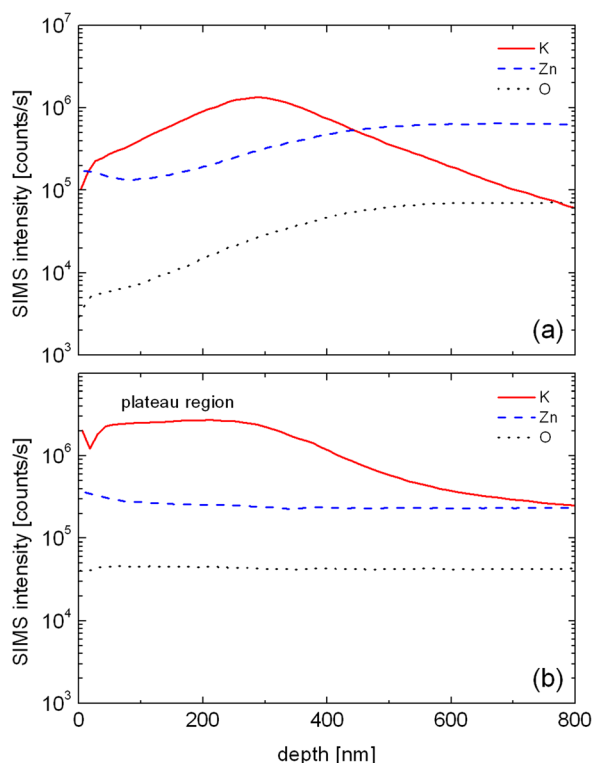 10^7
10^6
10^5
10^4
10^3
SIMS intensity [counts/s]
K
Zn
O
(a)
10^6
10^5
10^4
10^3
SIMS intensity [counts/s]
plateau region
K
Zn
O
(b)
0 200 400 600 800
depth [nm]